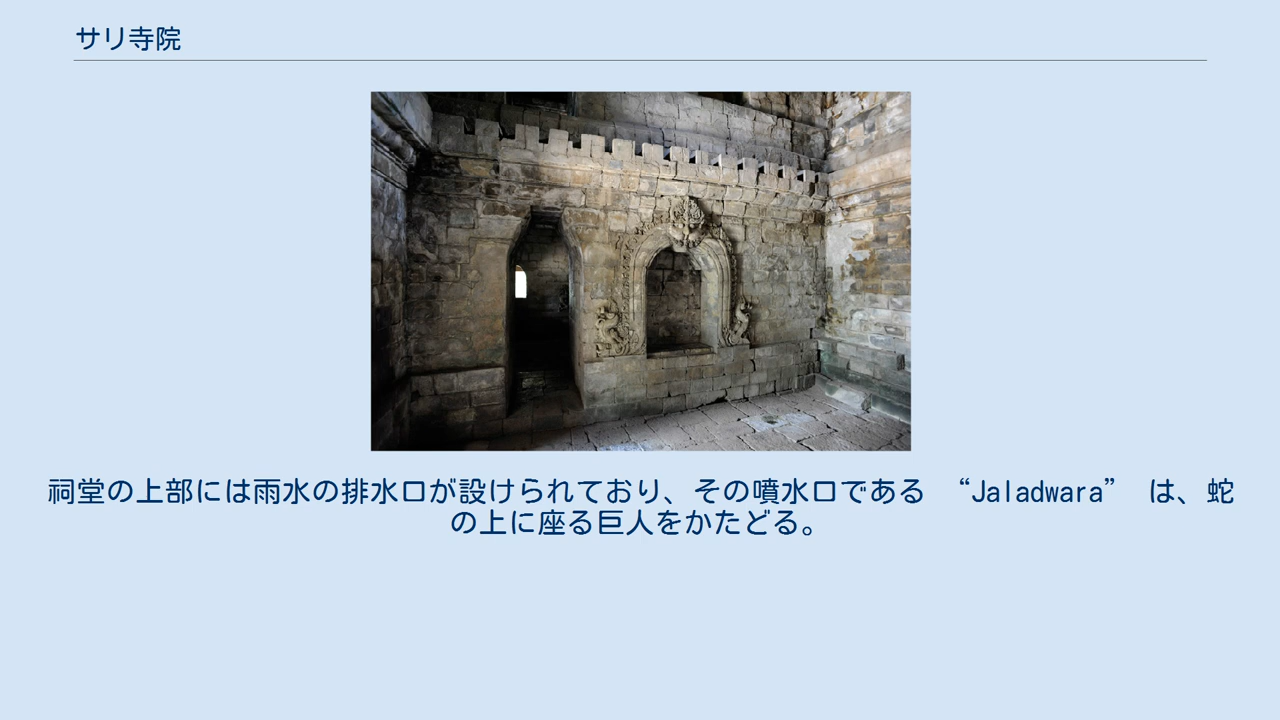 サリ寺院
祠堂の上部には雨水の排水口が設けられており、その噴水口である　“Jaladwara”　は、蛇
の上に座る巨人をかたどる。